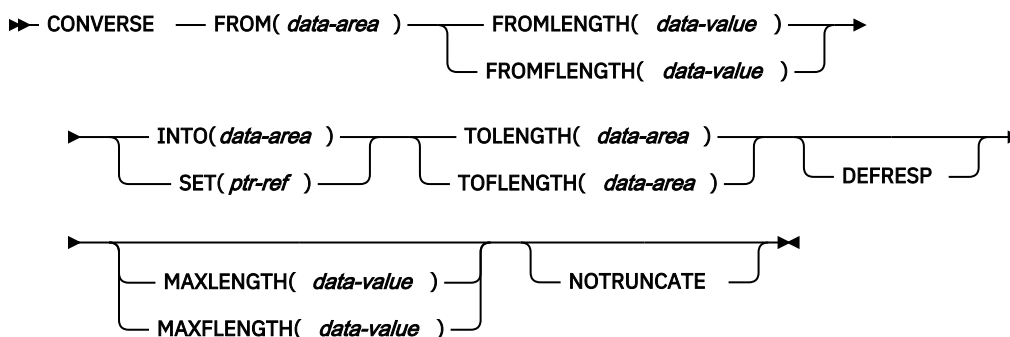 CONVERSE FROM( data-area ) FROMLENGTH( data-value )
FROMFLENGTH( data-value )
INTO( data-area ) TOLENGTH( data-area )
SET( ptr-ref ) TOFLENGTH( data-area ) DEFRESP
MAXLENGTH( data-value ) NOTRUNCATE
MAXFLENGTH( data-value )